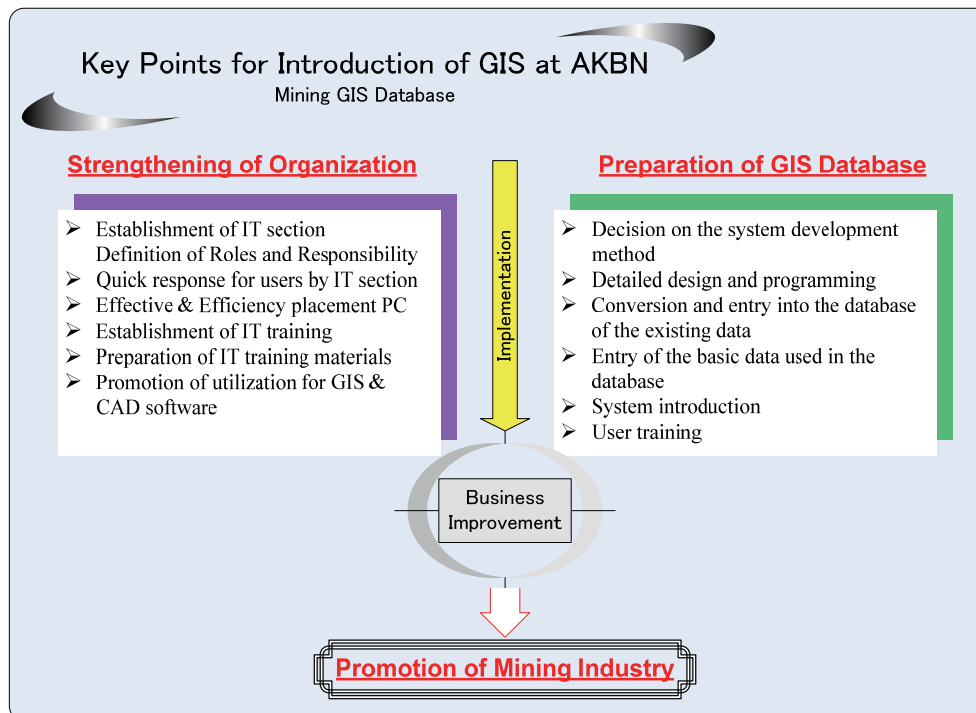 Key Points for Introduction of GIS at AKBN
Mining GIS Database
Strengthening of Organization
➢ Establishment of IT section
Definition of Roles and Responsibility
➢ Quick response for users by IT section
➢ Effective & Efficiency placement PC
➢ Establishment of IT training
➢ Preparation of IT training materials
➢ Promotion of utilization for GIS &
CAD software
Implementation
Preparation of GIS Database
➢ Decision on the system development
method
➢ Detailed design and programming
➢ Conversion and entry into the database
of the existing data
➢ Entry of the basic data used in the
database
➢ System introduction
➢ User training
Business
Improvement
Promotion of Mining Industry